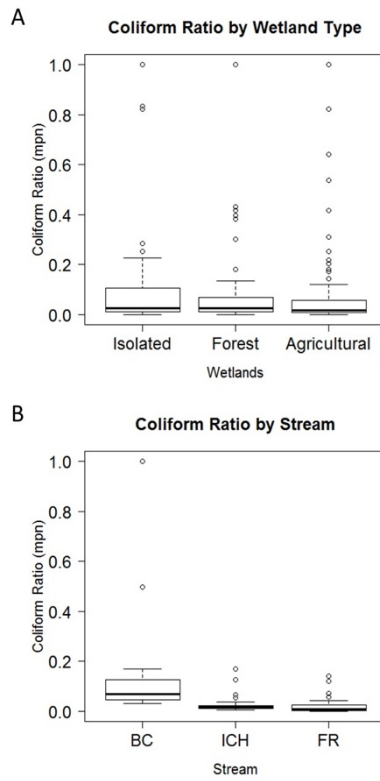 A
Coliform Ratio by Wetland Type
Coliform Ratio (mpn)
1.0
0.8
0.6
0.4
0.2
0.0
Isolated Forest Agricultural
Wetlands
B
Coliform Ratio by Stream
Coliform Ratio (mpn)
1.0
0.8
0.6
0.4
0.2
0.0
BC ICH FR
Stream